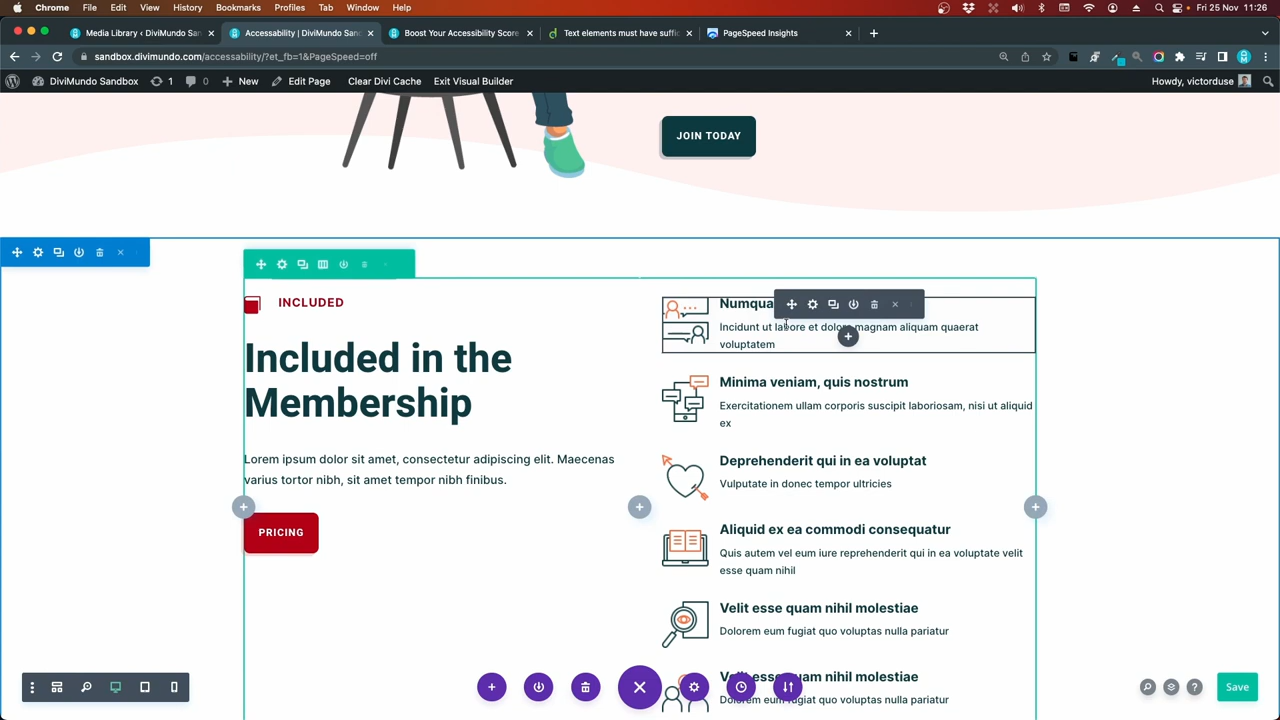 Chrome File Edit View History Bookmarks Profiles Tab Window Help Fri 25 Nov 11:26
Media Library ‹ DiviMundo San Accessability ‹ DiviMundo Sand Boost Your Accessibility Score Text elements must have suffic PageSpeed Insights
sandbox.divimundo.com/accessability/?et_fb=1&PageSpeed=off
DiviMundo Sandbox 1 0 New Edit Page Clear Divi Cache Exit Visual Builder Howdy, victorduse
JOIN TODAY
INCLUDED
Included in the
Membership
Lorem ipsum dolor sit amet, consectetur adipiscing elit. Maecenas
varius tortor nibh, sit amet tempor nibh finibus.
PRICING
Numqua
Incidunt ut labore et dolore magnam aliquam quaerat
voluptatem
Minima veniam, quis nostrum
Exercitationem ullam corporis suscipit laboriosam, nisi ut aliquid
ex
Deprehenderit qui in ea voluptat
Vulputate in donec tempor ultricies
Aliquid ex ea commodi consequatur
Quis autem vel eum iure reprehenderit qui in ea voluptate velit
esse quam nihil
Velit esse quam nihil molestiae
Dolorem eum fugiat quo voluptas nulla pariatur
Velit esse quam nihil molestiae
Dolorem eum fugiat quo voluptas nulla pariatur
Save